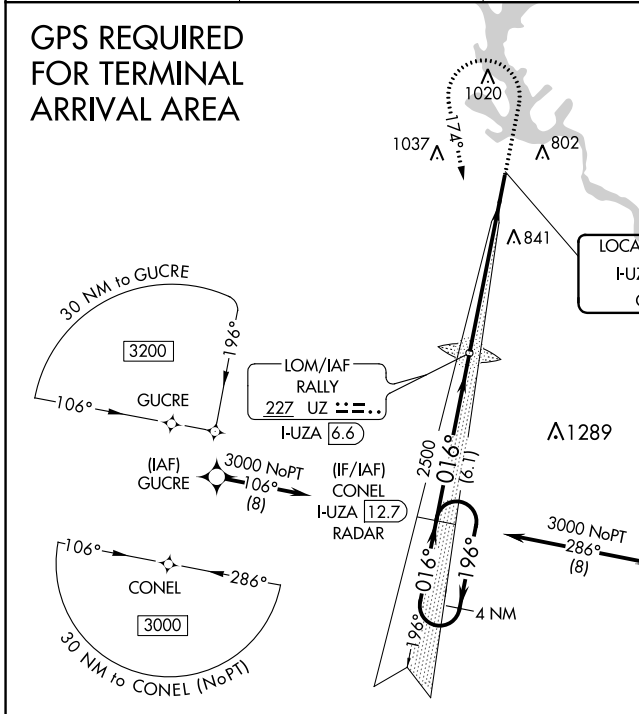 GPS REQUIRED
FOR TERMINAL
ARRIVAL AREA
1020
174°
1037
802
841
LOCA
I-UZ
30 NM to GUCRE
3200
196°
106°
GUCRE
LOM/IAF
RALLY
227 UZ
I-UZA 6.6
1289
(IAF)
GUCRE
3000 NoPT
106°
(8)
(IF/IAF)
CONEL
I-UZA 12.7
RADAR
2500
016°
(6.1)
3000 NoPT
286°
(8)
106°
286°
CONEL
3000
30 NM to CONEL (NoPT)
016°
196°
4 NM
196°